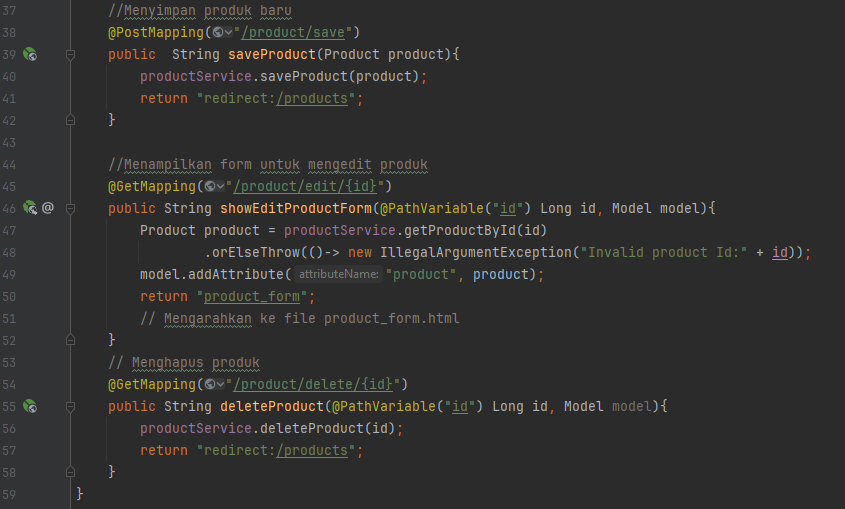 37 //Menyimpan produk baru
38 @PostMapping("/product/save")
39 public  String saveProduct(Product product){
40     productService.saveProduct(product);
41     return "redirect:/products";
42 }
43
44 //Menampilkan form untuk mengedit produk
45 @GetMapping("/product/edit/{id}")
46 @ public String showEditProductForm(@PathVariable("id") Long id, Model model){
47     Product product = productService.getProductById(id)
48             .orElseThrow(()-> new IllegalArgumentException("Invalid product Id:" + id));
49     model.addAttribute( attributeName: "product", product);
50     return "product_form";
51     // Mengarahkan ke file product_form.html
52 }
53 // Menghapus produk
54 @GetMapping("/product/delete/{id}")
55 public String deleteProduct(@PathVariable("id") Long id, Model model){
56     productService.deleteProduct(id);
57     return "redirect:/products";
58 }
59 }